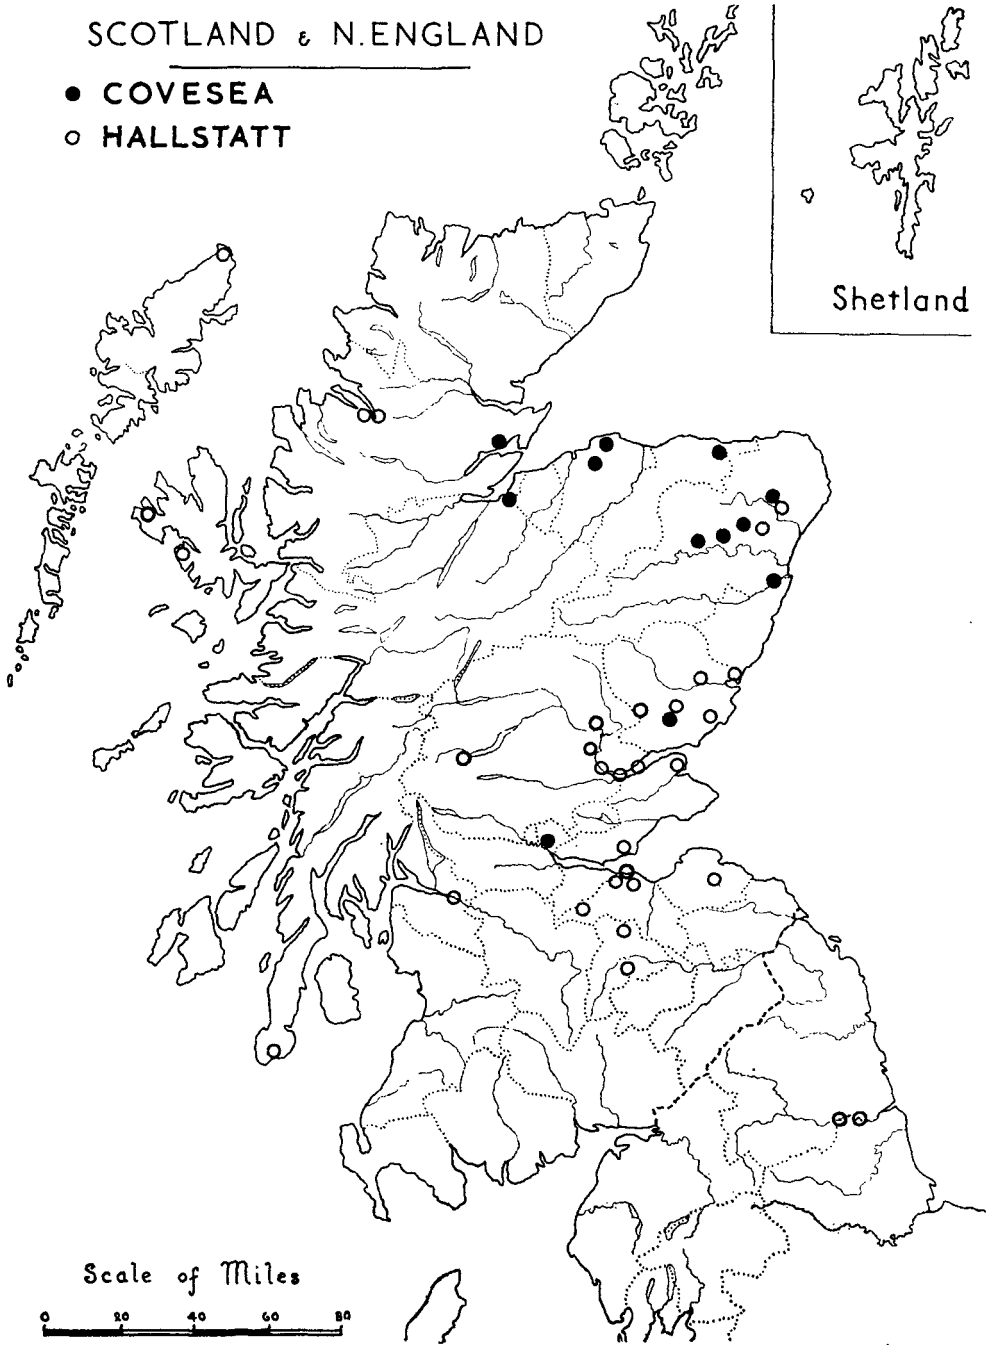 SCOTLAND & N. ENGLAND
COVESEA
HALLSTATT
Shetland
Scale of Miles
0 20 40 60 80